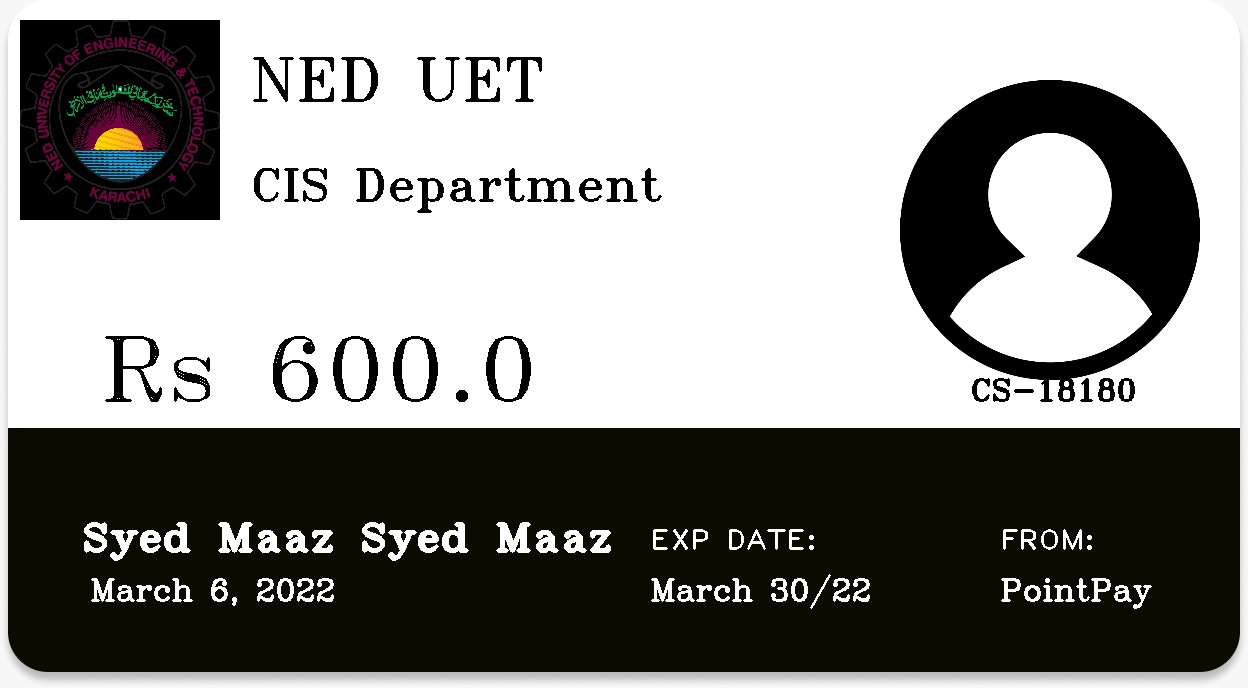 NED UNIVERSITY OF ENGINEERING & TECHNOLOGY
KARACHI
NED UET
CIS Department
Rs 600.0
CS-18180
Syed Maaz Syed Maaz
March 6, 2022
EXP DATE:
March 30/22
FROM:
PointPay